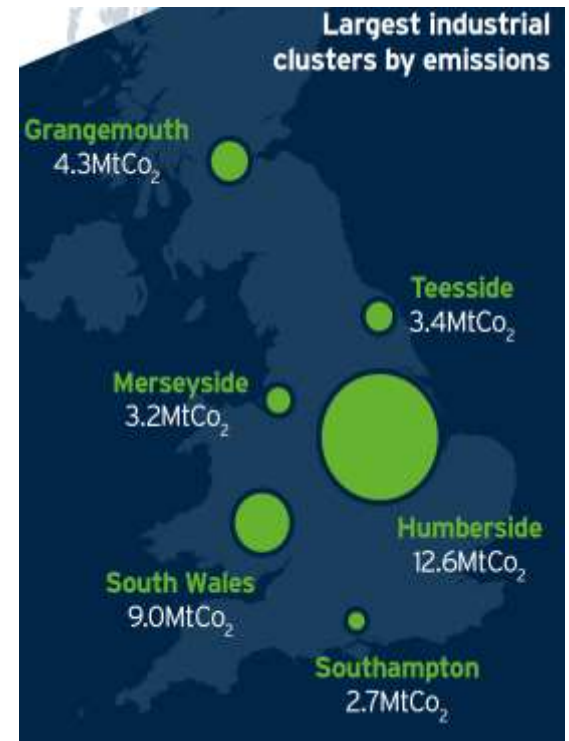 Largest industrial
clusters by emissions
Grangemouth
4.3MtCo₂
Teesside
3.4MtCo₂
Merseyside
3.2MtCo₂
Humberside
12.6MtCo₂
South Wales
9.0MtCo₂
Southampton
2.7MtCo₂